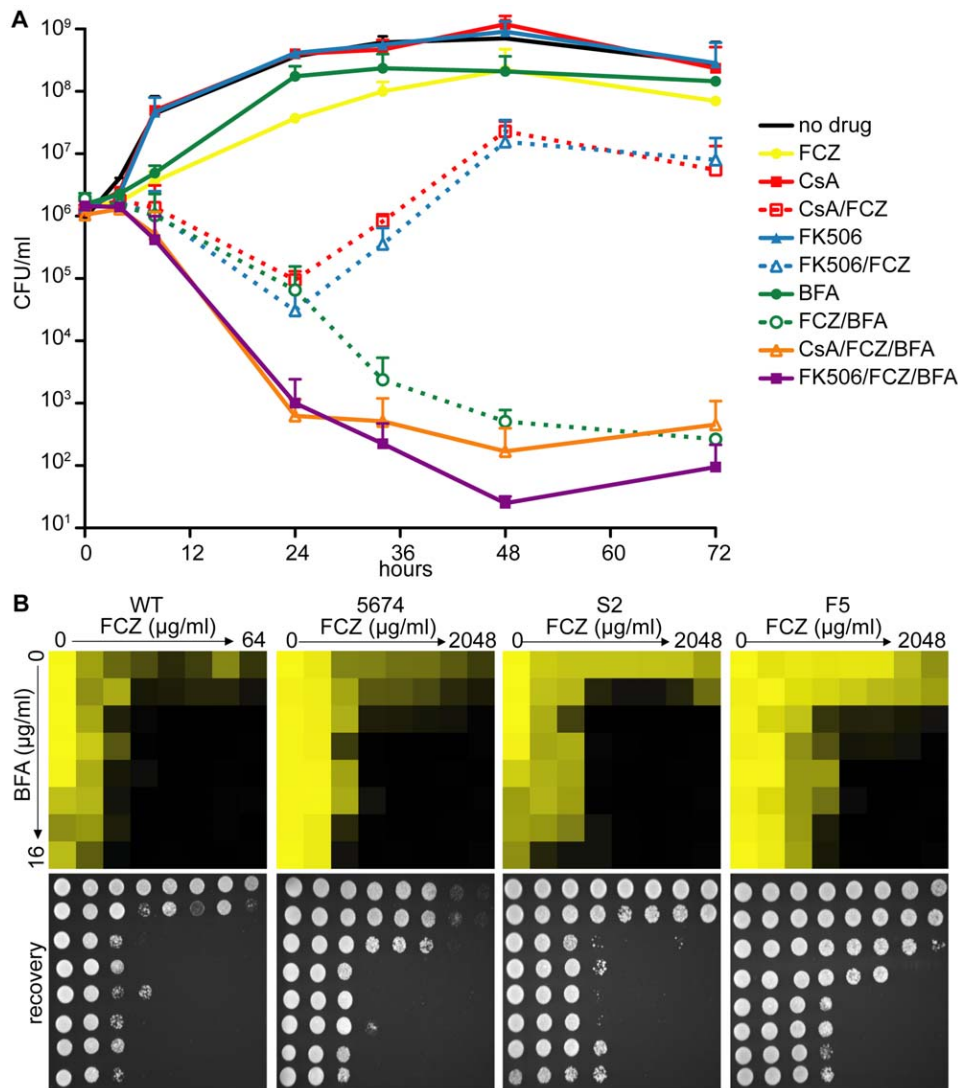 A
CFU/ml
10⁹
10⁸
10⁷
10⁶
10⁵
10⁴
10³
10²
10¹
0 12 24 36 48 60 72
hours
no drug
FCZ
CsA
CsA/FCZ
FK506
FK506/FCZ
BFA
FCZ/BFA
CsA/FCZ/BFA
FK506/FCZ/BFA
B
WT 5674 S2 F5
FCZ (µg/ml) FCZ (µg/ml) FCZ (µg/ml) FCZ (µg/ml)
0 64 0 2048 0 2048 0 2048
0
BFA (µg/ml)
16
recovery